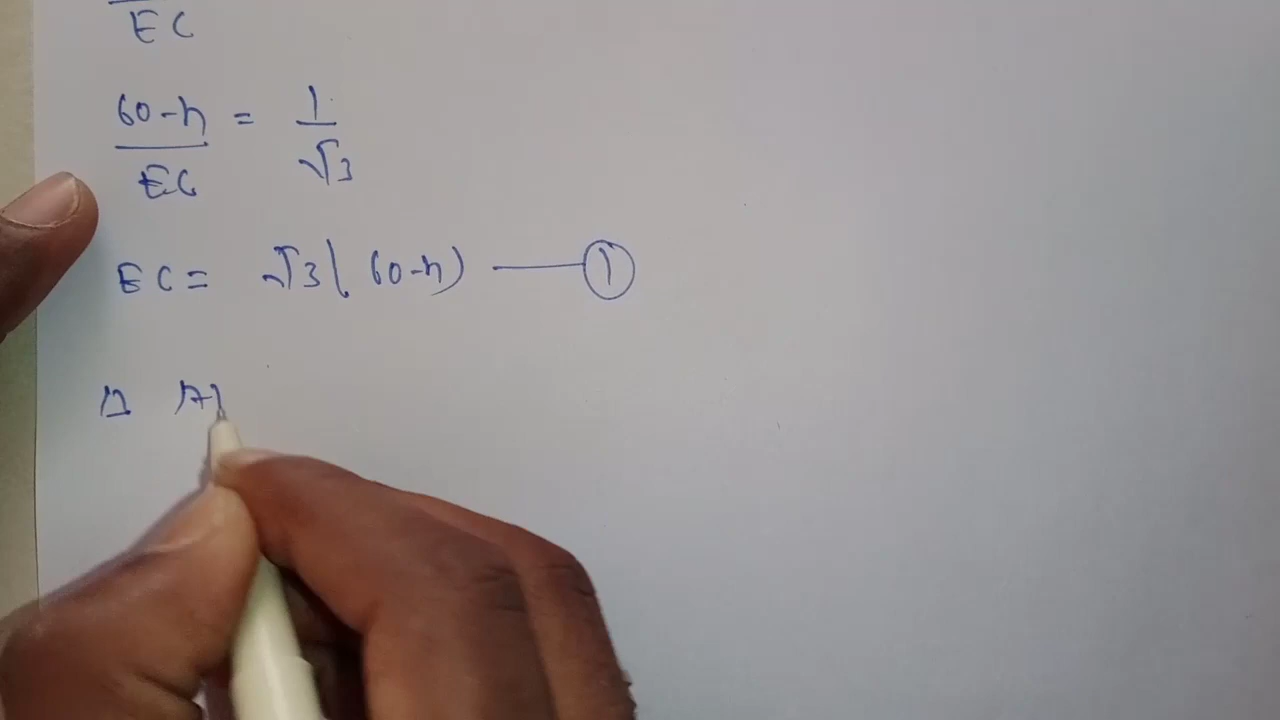 EC
60-h/EC = 1/√3
EC = √3(60-h) — ①
Δ A